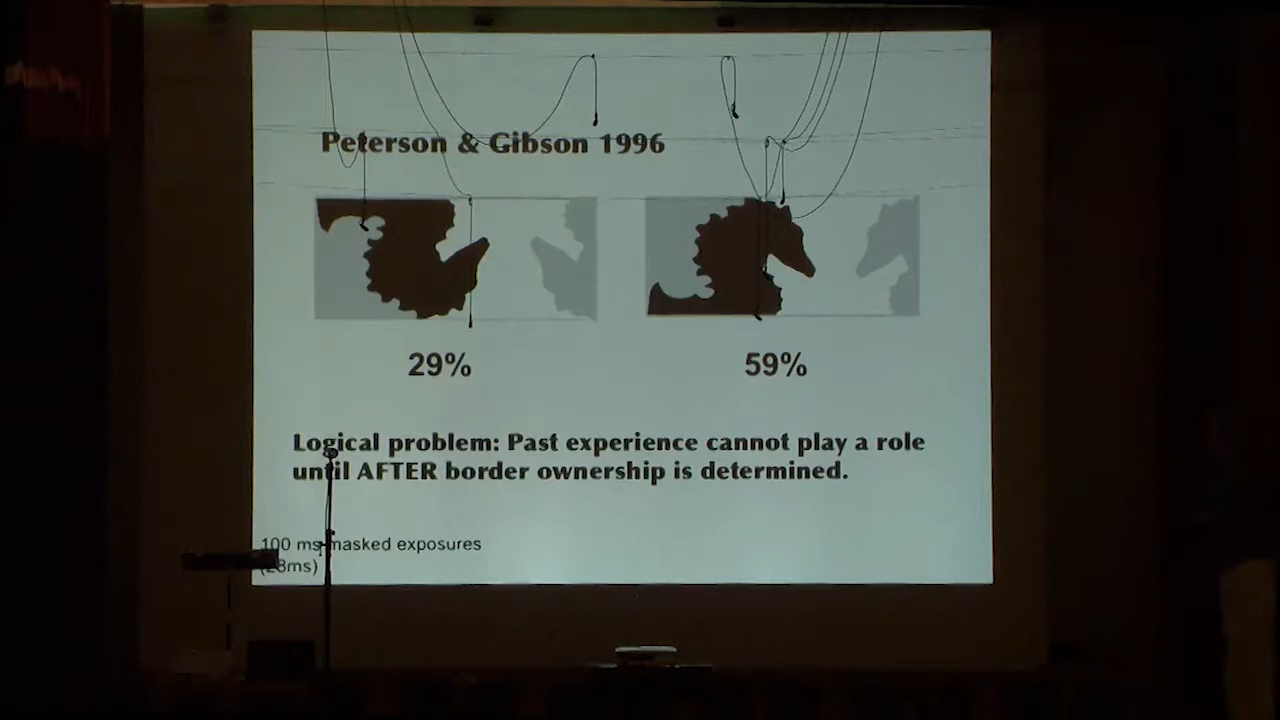 Peterson & Gibson 1996
29%
59%
Logical problem: Past experience cannot play a role
until AFTER border ownership is determined.
100 ms masked exposures
(28ms)